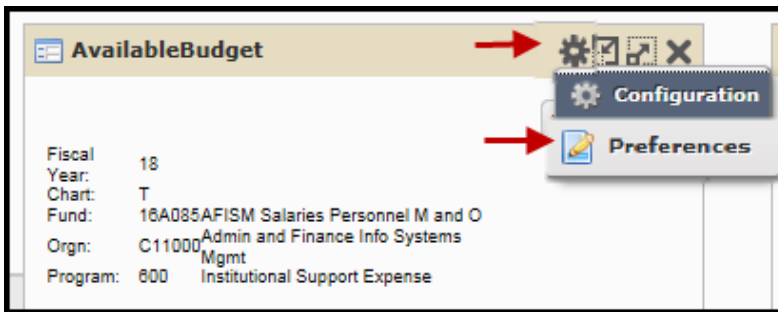 AvailableBudget
Configuration
Preferences
Fiscal
Year: 18
Chart: T
Fund: 16A085AFISM Salaries Personnel M and O
Orgn: C11000Admin and Finance Info Systems
Mgmt
Program: 600 Institutional Support Expense